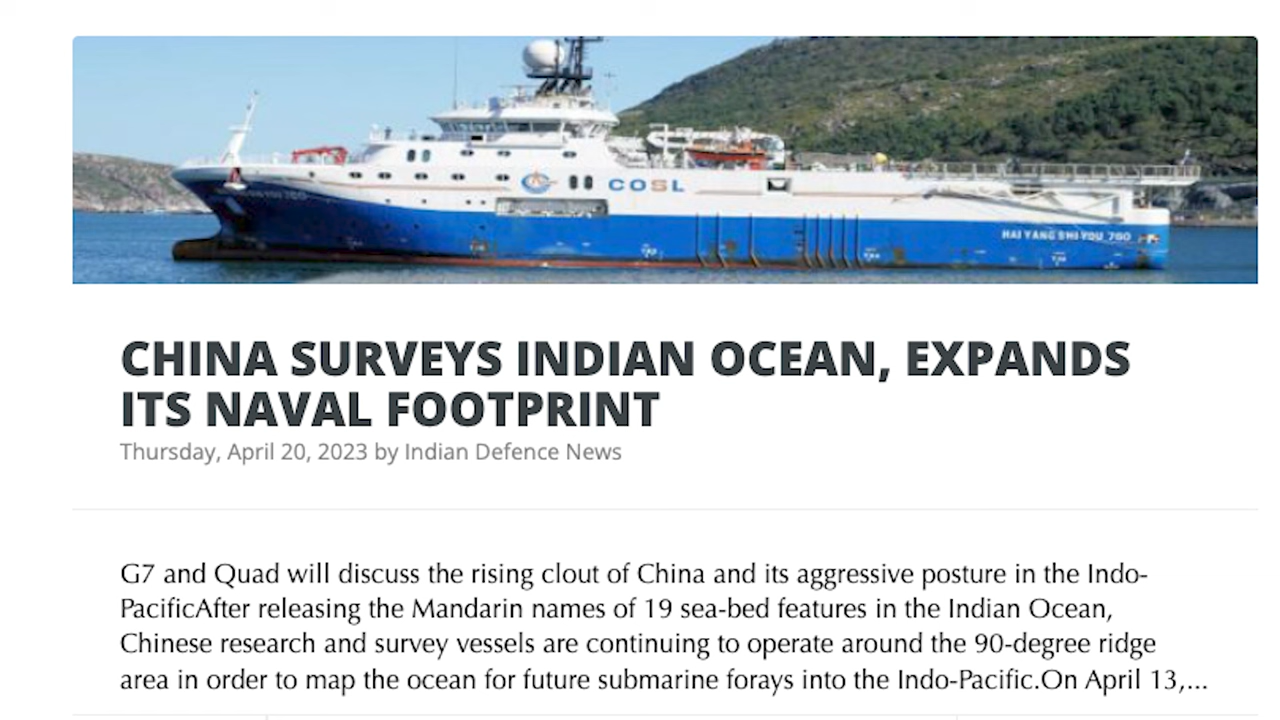 COSL
HAI YANG SHI YOU 760
CHINA SURVEYS INDIAN OCEAN, EXPANDS
ITS NAVAL FOOTPRINT
Thursday, April 20, 2023 by Indian Defence News
G7 and Quad will discuss the rising clout of China and its aggressive posture in the Indo-
PacificAfter releasing the Mandarin names of 19 sea-bed features in the Indian Ocean,
Chinese research and survey vessels are continuing to operate around the 90-degree ridge
area in order to map the ocean for future submarine forays into the Indo-Pacific.On April 13,...